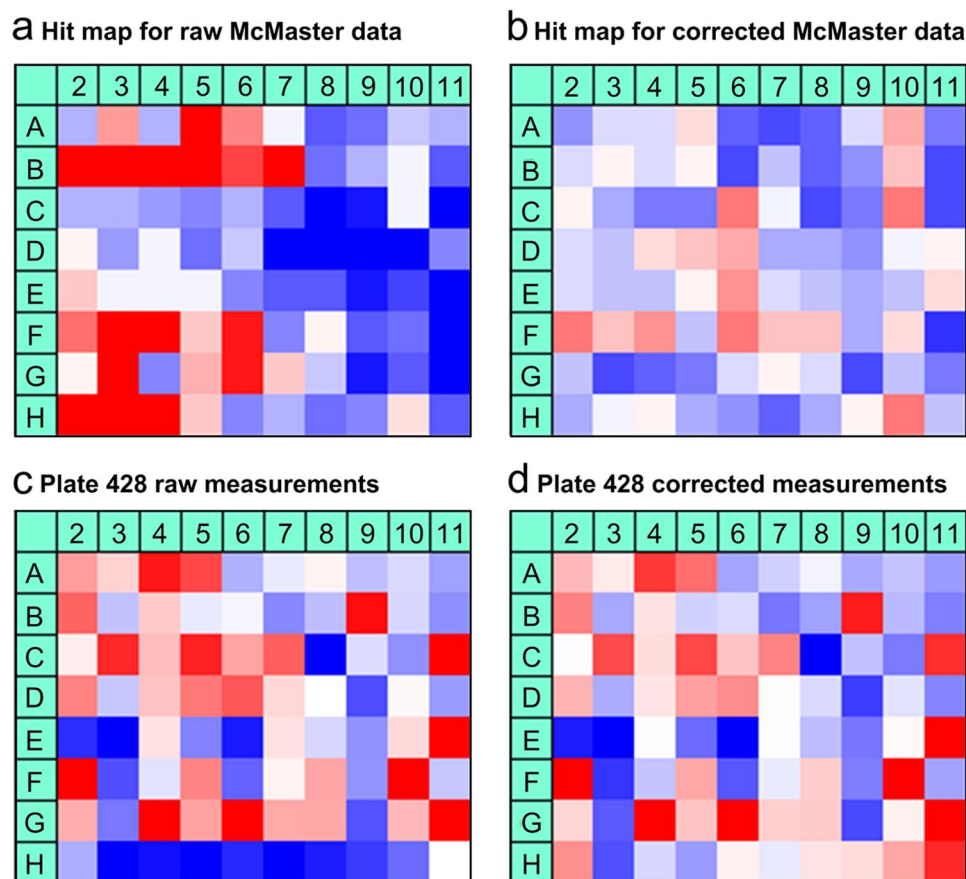 a Hit map for raw McMaster data
2 3 4 5 6 7 8 9 10 11
A
B
C
D
E
F
G
H
b Hit map for corrected McMaster data
2 3 4 5 6 7 8 9 10 11
A
B
C
D
E
F
G
H
c Plate 428 raw measurements
2 3 4 5 6 7 8 9 10 11
A
B
C
D
E
F
G
H
d Plate 428 corrected measurements
2 3 4 5 6 7 8 9 10 11
A
B
C
D
E
F
G
H